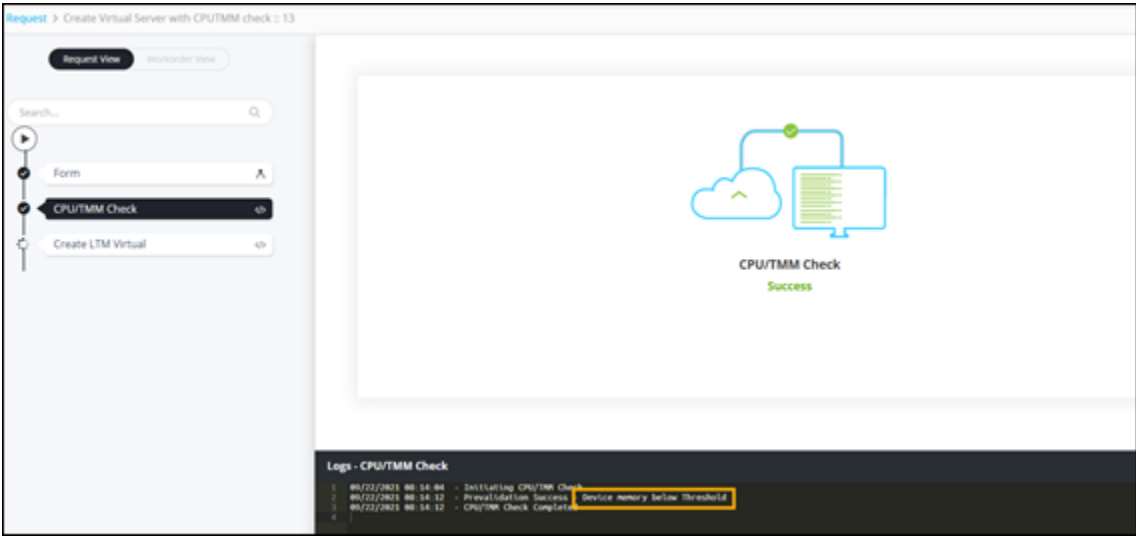 Request > Create Virtual Server with CPUTMM check :: 13
Request View
Workorder View
Search...
Form
CPU/TMM Check
Create LTM Virtual
CPU/TMM Check
Success
Logs - CPU/TMM Check
1 09/22/2021 08:14:04 - Initiating CPU/TMM Check
2 09/22/2021 08:14:12 - Prevalidation Success Device memory below Threshold
3 09/22/2021 08:14:12 - CPU/TMM Check Completed
4